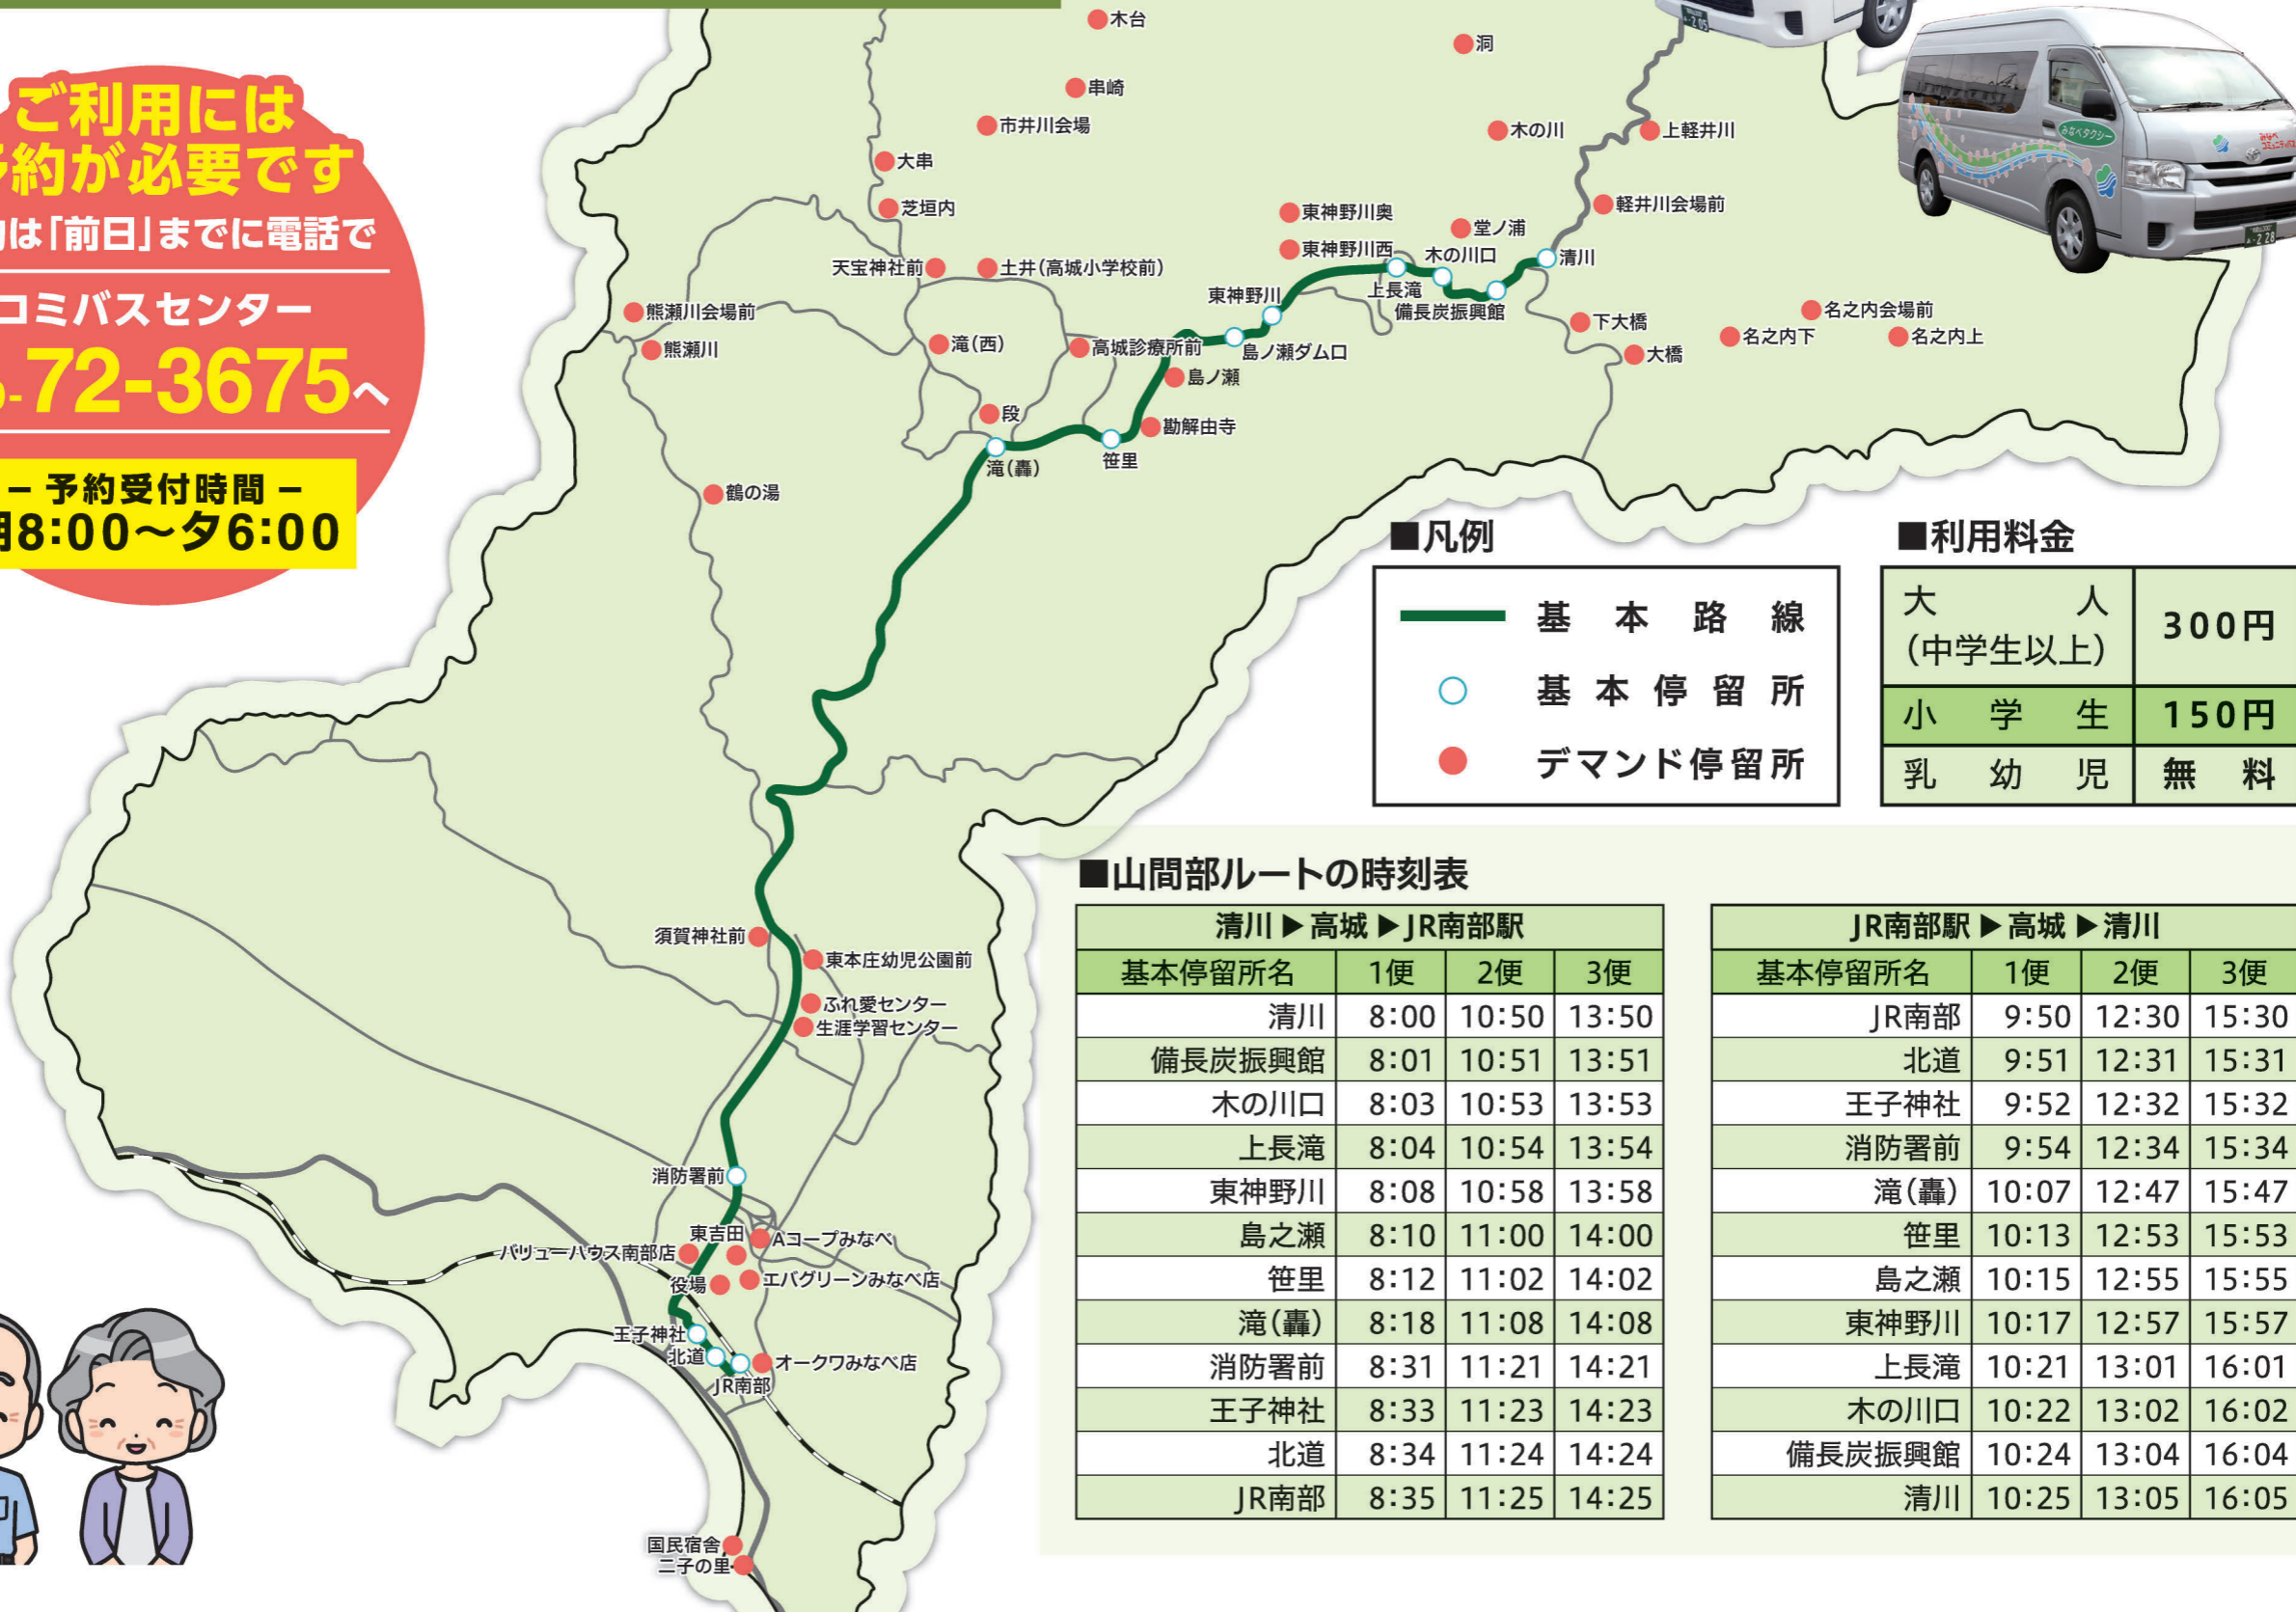 ご利用には
予約が必要です
は「前日」までに電話で
コミバスセンター
-72-3675へ
－ 予約受付時間 －
朝8:00～夕6:00
木台
洞
串崎
市井川会場
木の川
上軽井川
大串
芝垣内
東神野川奥
軽井川会場前
堂ノ浦
東神野川西
木の川口
清川
天宝神社前
土井(高城小学校前)
上長滝
東神野川
備長炭振興館
熊瀬川会場前
名之内会場前
下大橋
名之内下
名之内上
熊瀬川
滝(西)
高城診療所前
島ノ瀬ダム口
大橋
島ノ瀬
段
勘解由寺
滝(轟)
笹里
鶴の湯
須賀神社前
東本庄幼児公園前
ふれ愛センター
生涯学習センター
消防署前
東吉田
Aコープみなべ
バリューハウス南部店
役場
エバグリーンみなべ店
王子神社
北道
オークワみなべ店
JR南部
国民宿舎
二子の里
みなべタクシー
みなべ
コミュニティバス
・2 05
・2 28
■凡例
基本路線
基本停留所
デマンド停留所
■利用料金
大人
(中学生以上) 300円
小学生 150円
乳幼児 無料
■山間部ルートの時刻表
清川 ▶ 高城 ▶ JR南部駅
基本停留所名 1便 2便 3便
清川 8:00 10:50 13:50
備長炭振興館 8:01 10:51 13:51
木の川口 8:03 10:53 13:53
上長滝 8:04 10:54 13:54
東神野川 8:08 10:58 13:58
島之瀬 8:10 11:00 14:00
笹里 8:12 11:02 14:02
滝(轟) 8:18 11:08 14:08
消防署前 8:31 11:21 14:21
王子神社 8:33 11:23 14:23
北道 8:34 11:24 14:24
JR南部 8:35 11:25 14:25
JR南部駅 ▶ 高城 ▶ 清川
基本停留所名 1便 2便 3便
JR南部 9:50 12:30 15:30
北道 9:51 12:31 15:31
王子神社 9:52 12:32 15:32
消防署前 9:54 12:34 15:34
滝(轟) 10:07 12:47 15:47
笹里 10:13 12:53 15:53
島之瀬 10:15 12:55 15:55
東神野川 10:17 12:57 15:57
上長滝 10:21 13:01 16:01
木の川口 10:22 13:02 16:02
備長炭振興館 10:24 13:04 16:04
清川 10:25 13:05 16:05